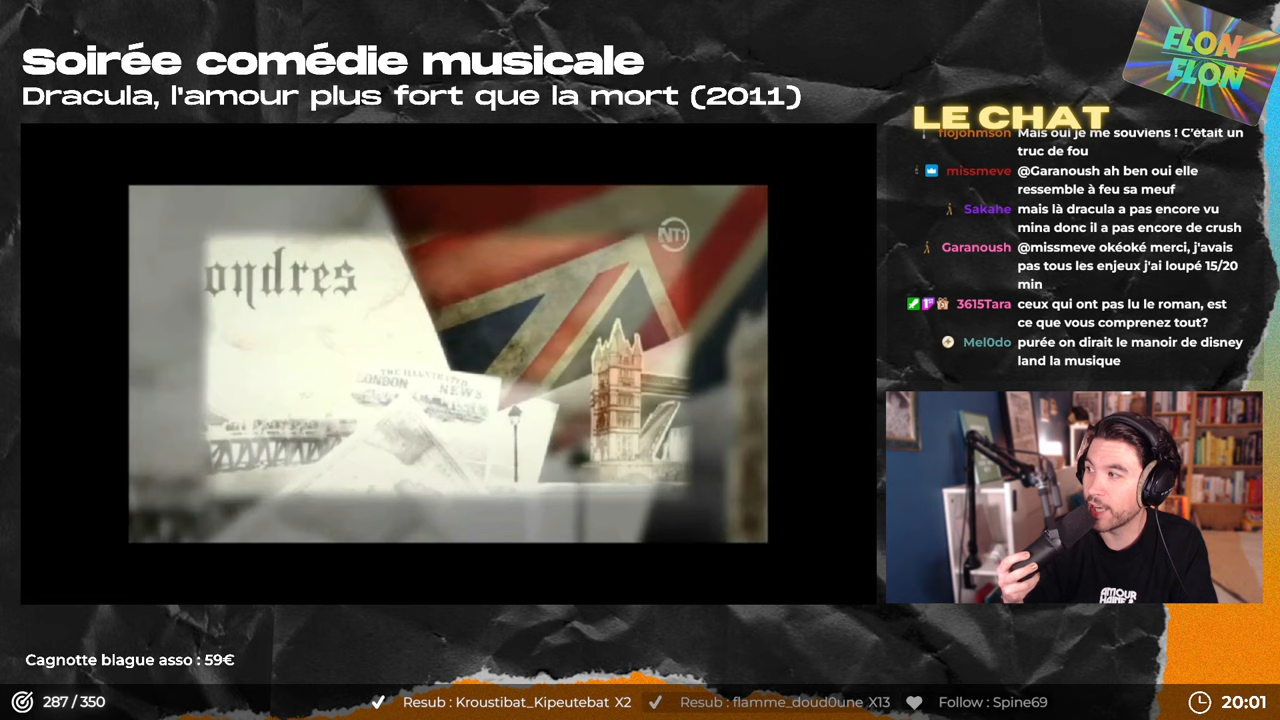 Soirée comédie musicale
Dracula, l'amour plus fort que la mort (2011)
FLON
FLON
LE CHAT
flojohmson Mais oui je me souviens ! C'était un
truc de fou
missmeve @Garanoush ah ben oui elle
ressemble à feu sa meuf
Sakahe mais là dracula a pas encore vu
mina donc il a pas encore de crush
Garanoush @missmeve okéoké merci, j'avais
pas tous les enjeux j'ai loupé 15/20
min
3615Tara ceux qui ont pas lu le roman, est
ce que vous comprenez tout?
Mel0do purée on dirait le manoir de disney
land la musique
NT1
ondres
THE ILLUSTRATED
LONDON NEWS
AMOUR
HAINE &
Cagnotte blague asso : 59€
287 / 350
Resub : Kroustibat_Kipeutebat X2
Resub : flamme_doud0une X13
Follow : Spine69
20:01